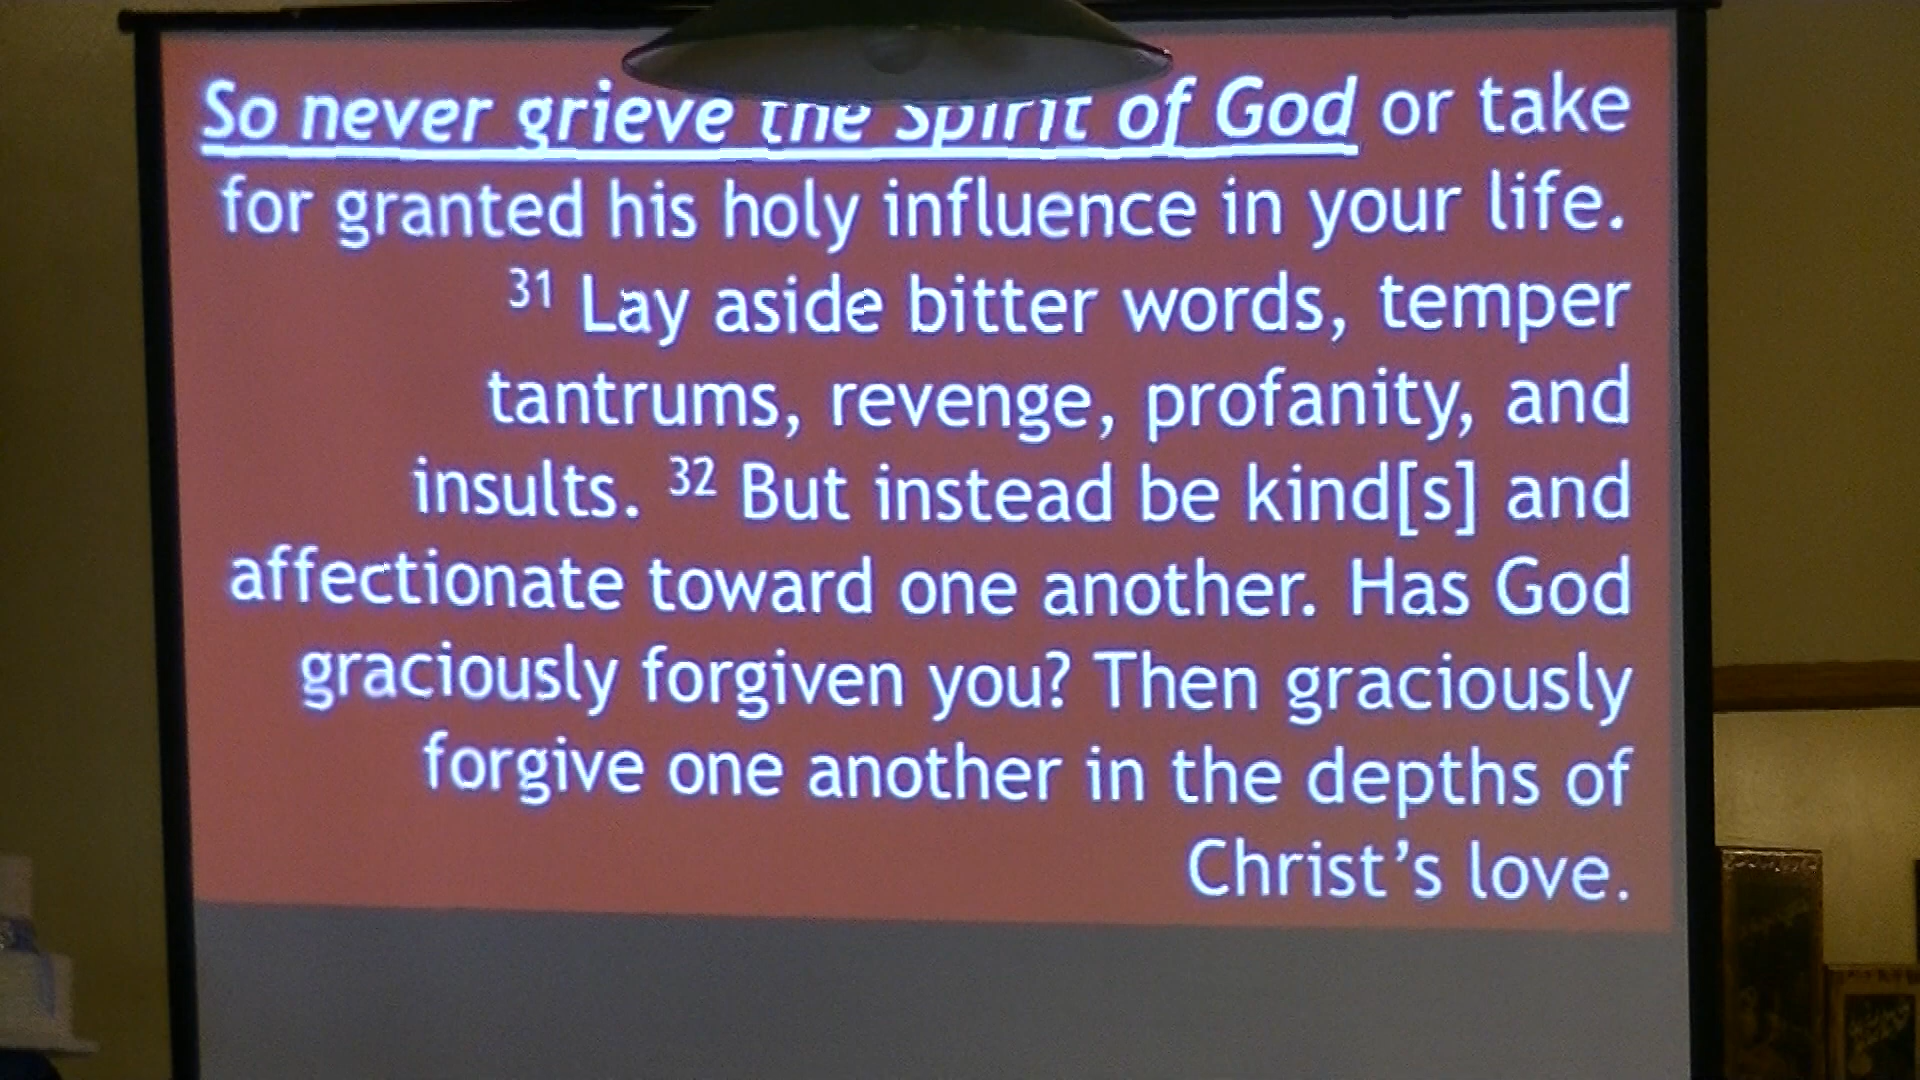 So never grieve the Spirit of God or take
for granted his holy influence in your life.
31 Lay aside bitter words, temper
tantrums, revenge, profanity, and
insults. 32 But instead be kind[s] and
affectionate toward one another. Has God
graciously forgiven you? Then graciously
forgive one another in the depths of
Christ’s love.